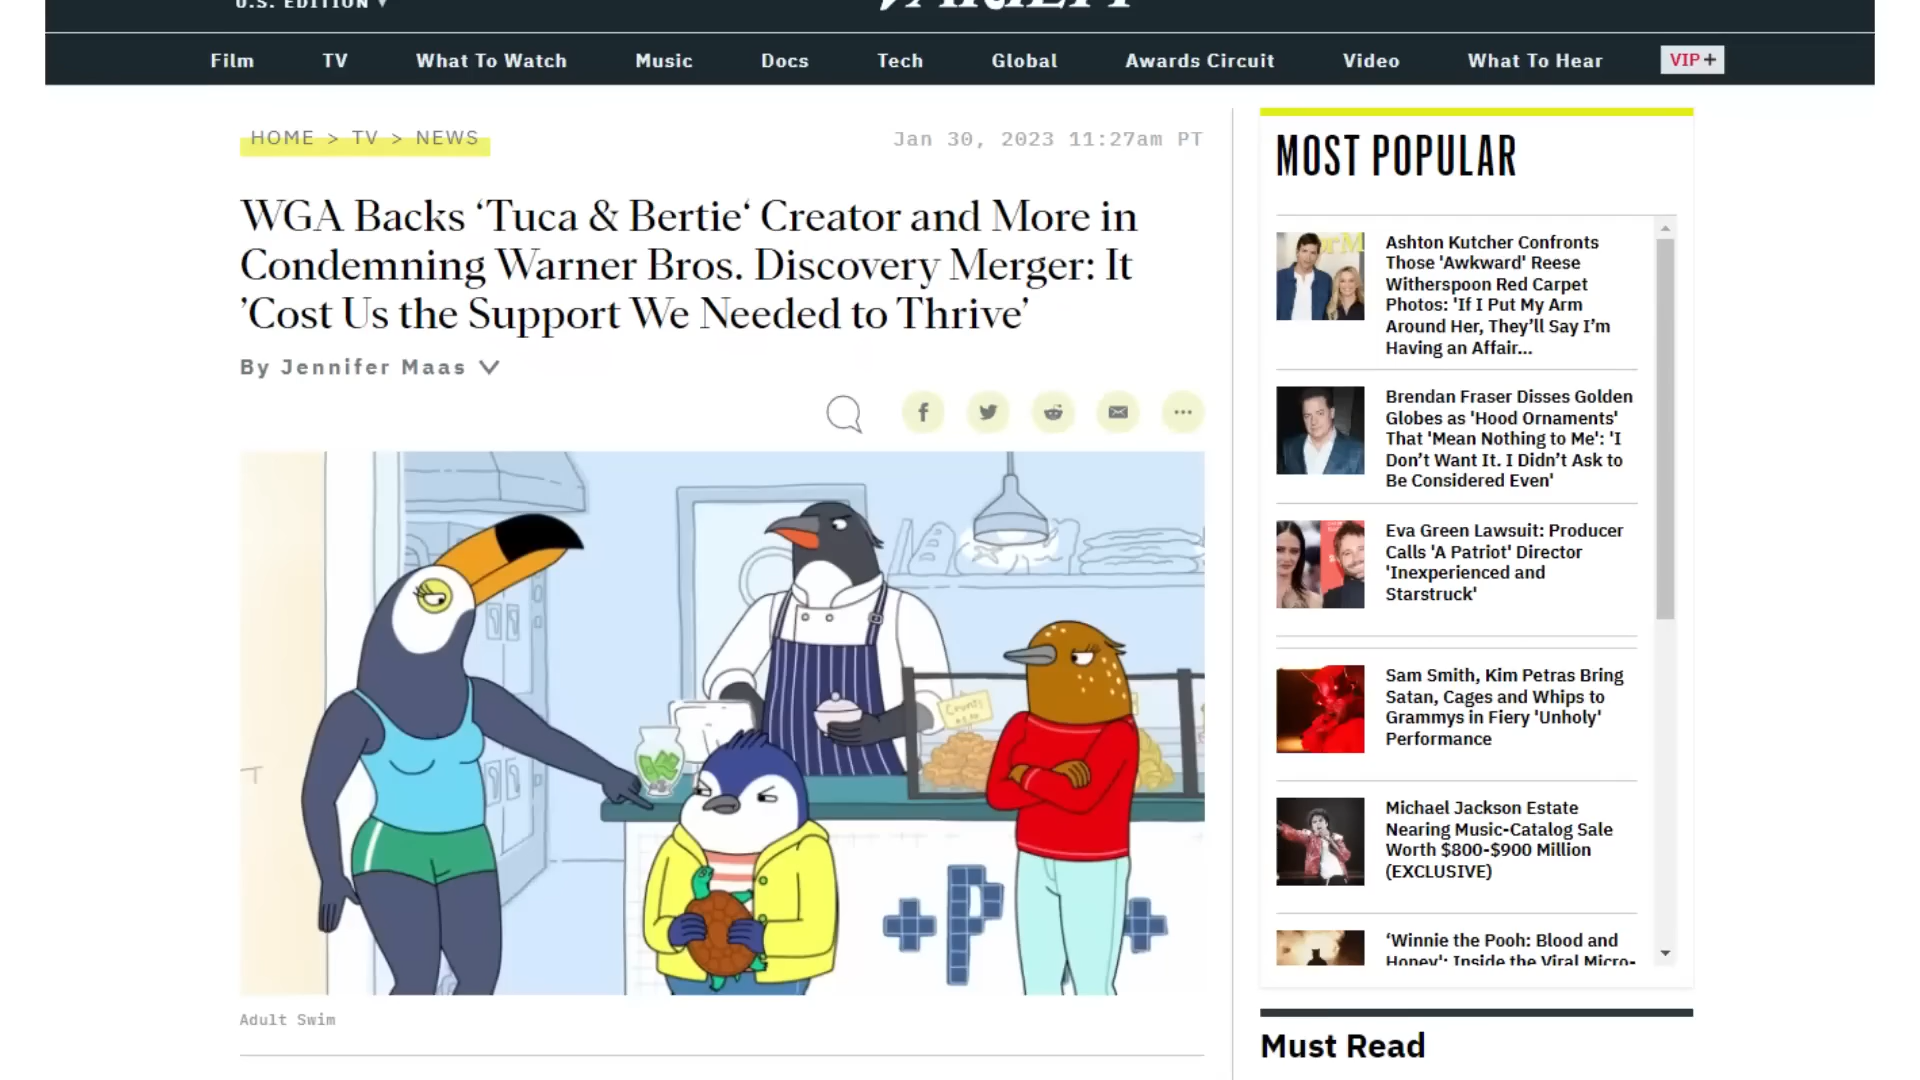 U.S. EDITION
VARIETY
Film TV What To Watch Music Docs Tech Global Awards Circuit Video What To Hear VIP+
HOME > TV > NEWS
Jan 30, 2023 11:27am PT
WGA Backs ‘Tuca & Bertie‘ Creator and More in
Condemning Warner Bros. Discovery Merger: It
’Cost Us the Support We Needed to Thrive’
By Jennifer Maas
Adult Swim
MOST POPULAR
Ashton Kutcher Confronts
Those 'Awkward' Reese
Witherspoon Red Carpet
Photos: 'If I Put My Arm
Around Her, They’ll Say I’m
Having an Affair...
Brendan Fraser Disses Golden
Globes as 'Hood Ornaments'
That 'Mean Nothing to Me': 'I
Don’t Want It. I Didn’t Ask to
Be Considered Even'
Eva Green Lawsuit: Producer
Calls 'A Patriot' Director
'Inexperienced and
Starstruck'
Sam Smith, Kim Petras Bring
Satan, Cages and Whips to
Grammys in Fiery 'Unholy'
Performance
Michael Jackson Estate
Nearing Music-Catalog Sale
Worth $800-$900 Million
(EXCLUSIVE)
‘Winnie the Pooh: Blood and
Honey': Inside the Viral Micro-
Must Read